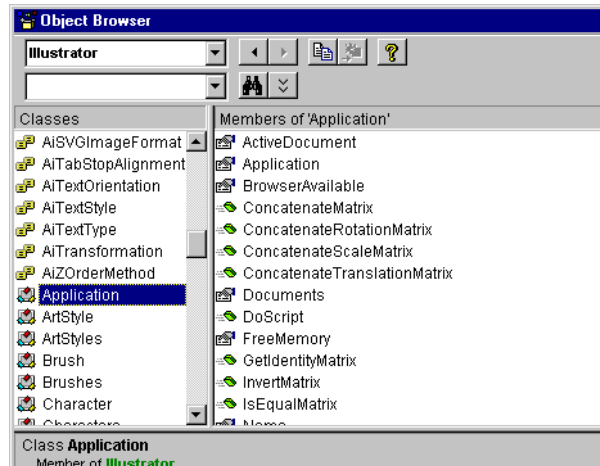 Object Browser
Illustrator
Classes
Members of 'Application'
AiSVGImageFormat
ActiveDocument
AiTabStopAlignment
Application
AiTextOrientation
BrowserAvailable
AiTextStyle
ConcatenateMatrix
AiTextType
ConcatenateRotationMatrix
AiTransformation
ConcatenateScaleMatrix
AiZOrderMethod
ConcatenateTranslationMatrix
Application
Documents
ArtStyle
DoScript
ArtStyles
FreeMemory
Brush
GetIdentityMatrix
Brushes
InvertMatrix
Character
IsEqualMatrix
Characters
Name
Class Application
Member of Illustrator